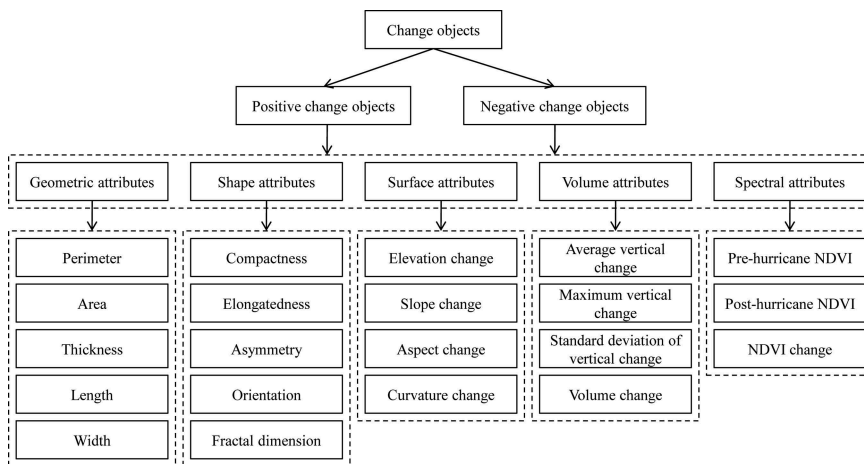 Change objects
Positive change objects
Negative change objects
Geometric attributes
Shape attributes
Surface attributes
Volume attributes
Spectral attributes
Perimeter
Area
Thickness
Length
Width
Compactness
Elongatedness
Asymmetry
Orientation
Fractal dimension
Elevation change
Slope change
Aspect change
Curvature change
Average vertical
change
Maximum vertical
change
Standard deviation of
vertical change
Volume change
Pre-hurricane NDVI
Post-hurricane NDVI
NDVI change